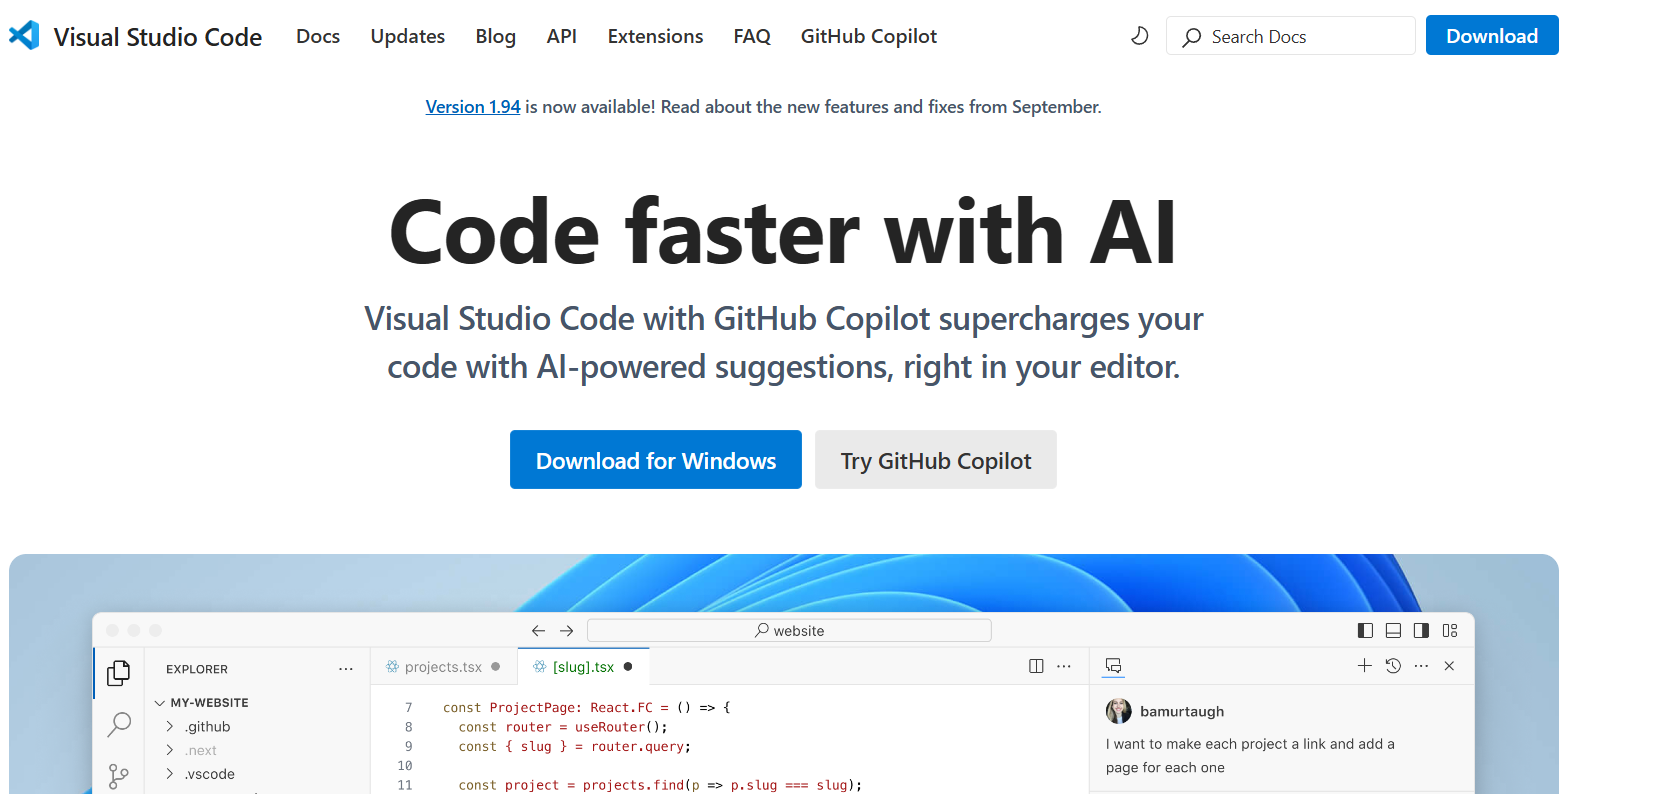 Visual Studio Code Docs Updates Blog API Extensions FAQ GitHub Copilot Search Docs Download
Version 1.94 is now available! Read about the new features and fixes from September.
Code faster with AI
Visual Studio Code with GitHub Copilot supercharges your
code with AI-powered suggestions, right in your editor.
Download for Windows Try GitHub Copilot
website
EXPLORER ···
MY-WEBSITE
.github
.next
.vscode
projects.tsx [slug].tsx
7 const ProjectPage: React.FC = () => {
8 const router = useRouter();
9 const { slug } = router.query;
10
11 const project = projects.find(p => p.slug === slug);
bamurtaugh
I want to make each project a link and add a
page for each one